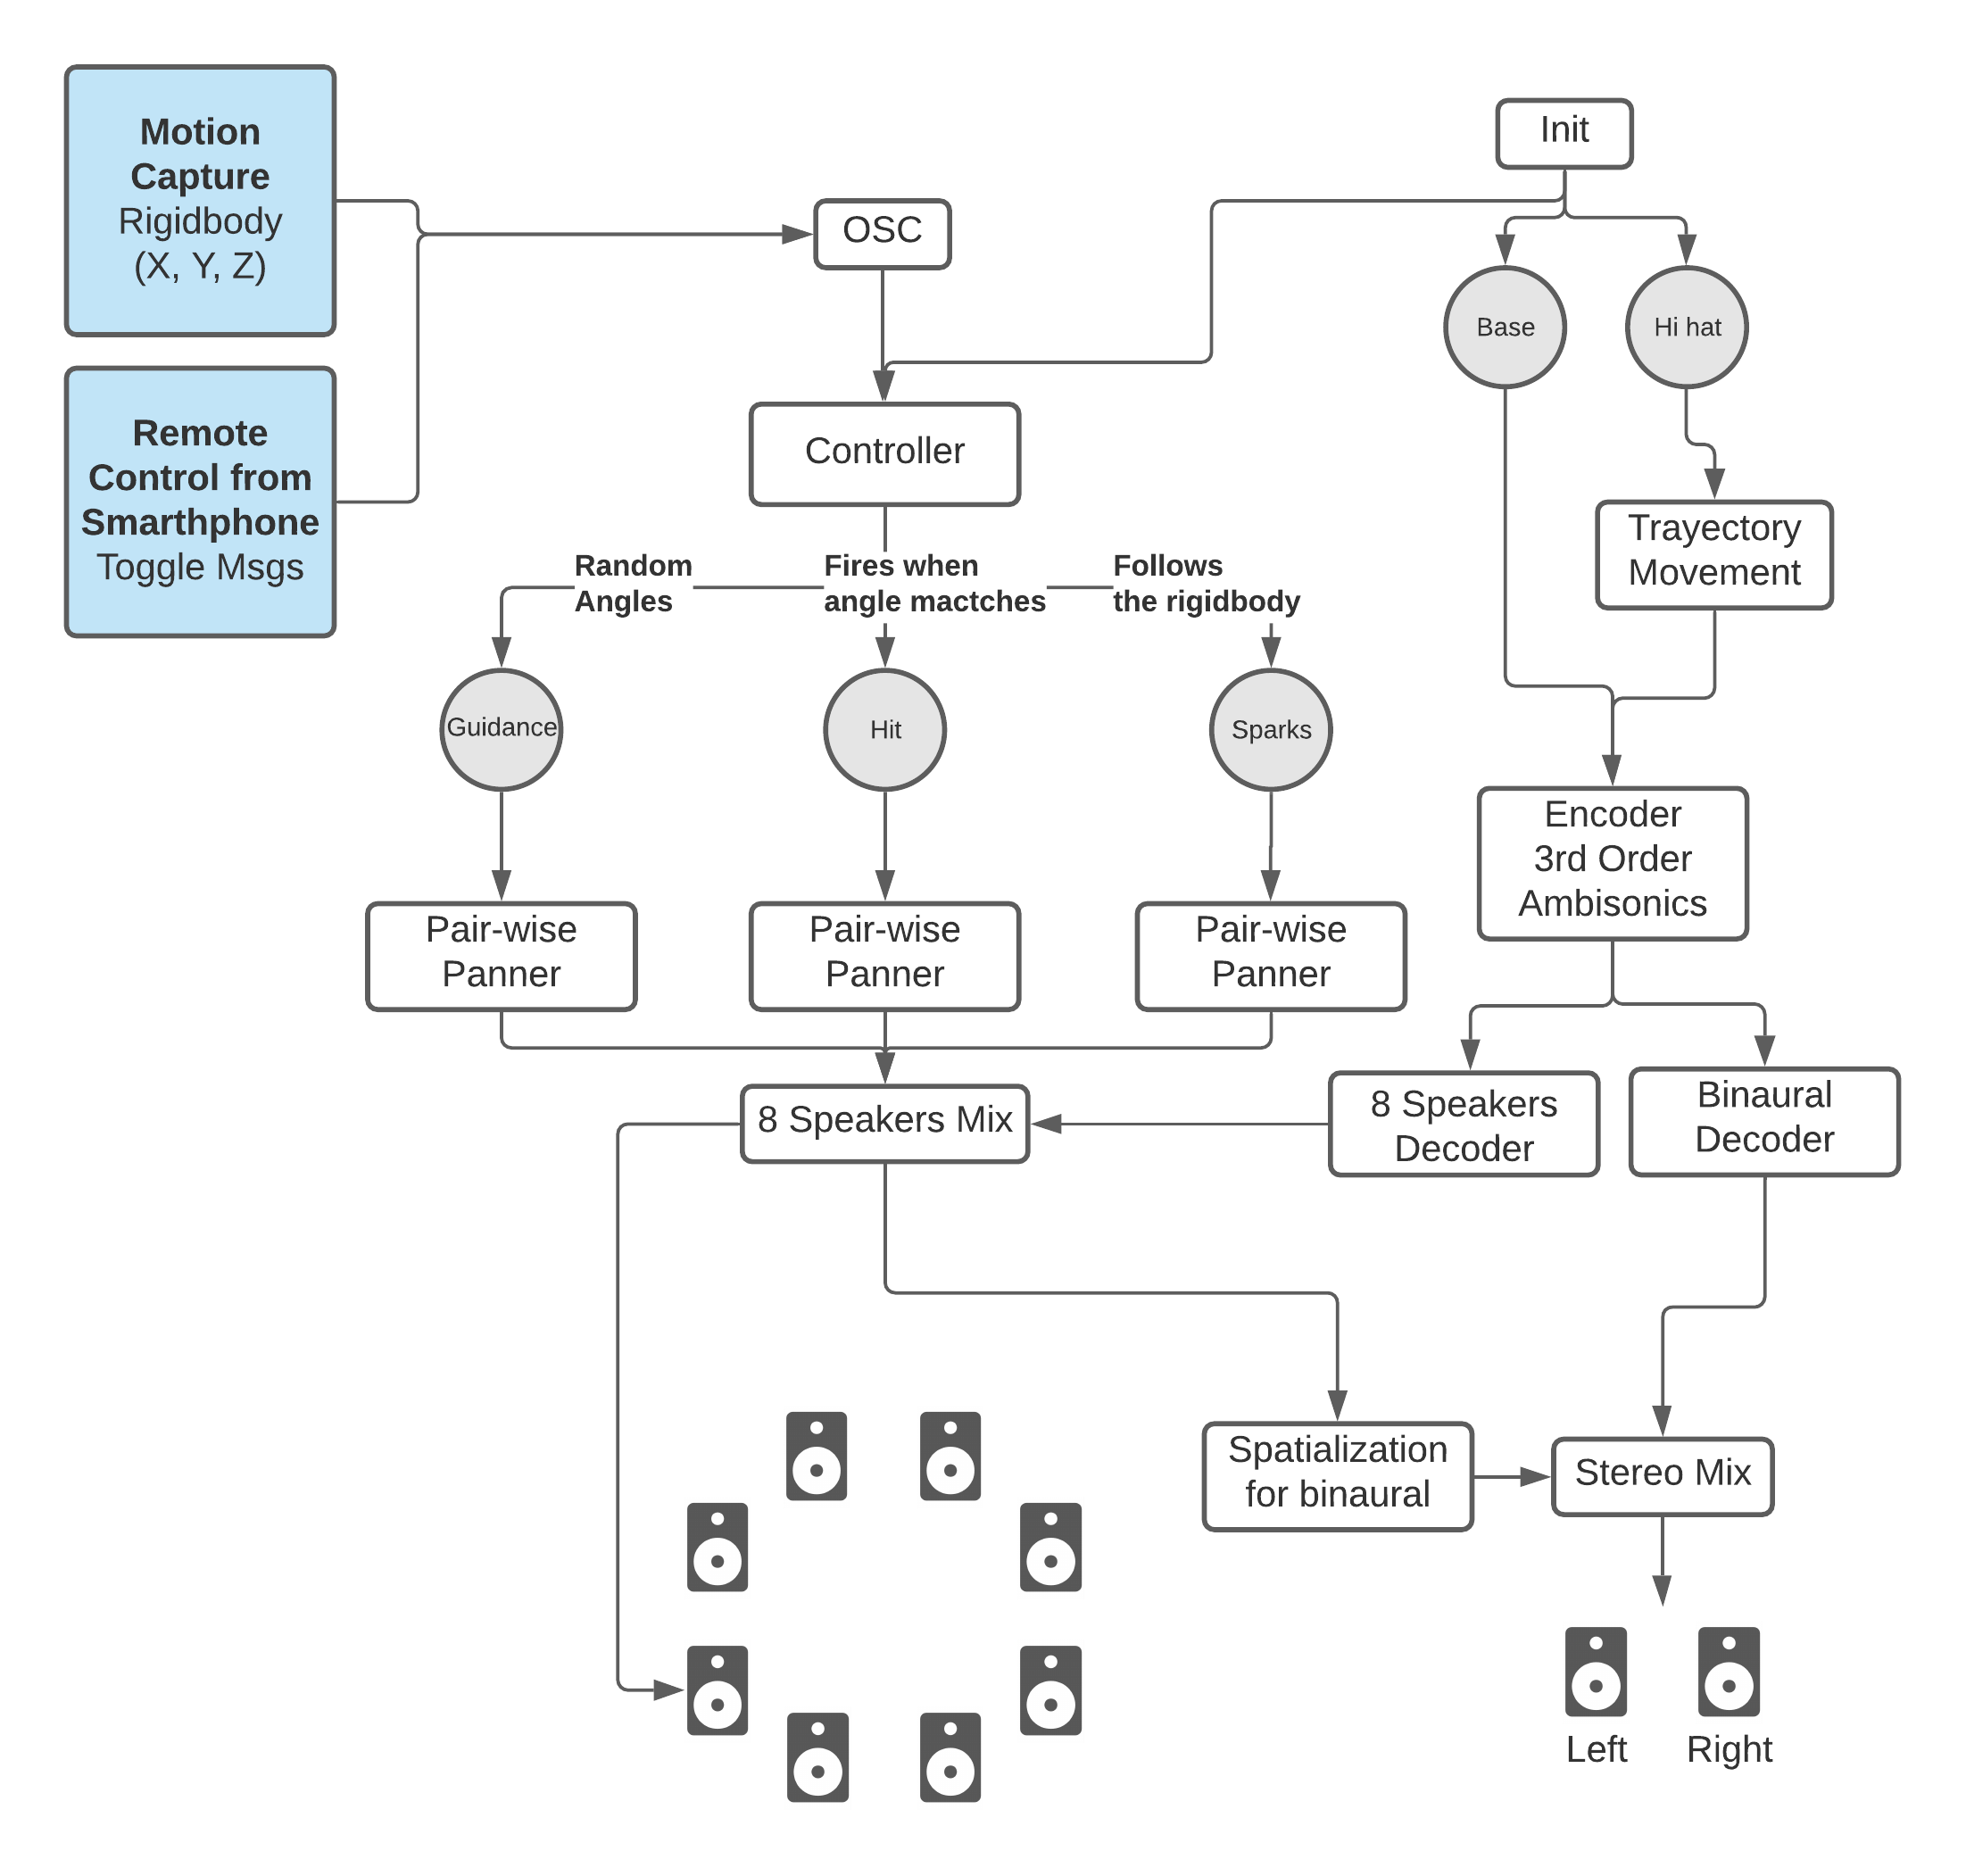 Motion
Capture
Rigidbody
(X, Y, Z)
Init
OSC
Base
Hi hat
Remote
Control from
Smarthphone
Toggle Msgs
Controller
Trayectory
Movement
Random
Angles
Fires when
angle mactches
Follows
the rigidbody
Guidance
Hit
Sparks
Encoder
3rd Order
Ambisonics
Pair-wise
Panner
Pair-wise
Panner
Pair-wise
Panner
8 Speakers Mix
8 Speakers
Decoder
Binaural
Decoder
Spatialization
for binaural
Stereo Mix
Left
Right